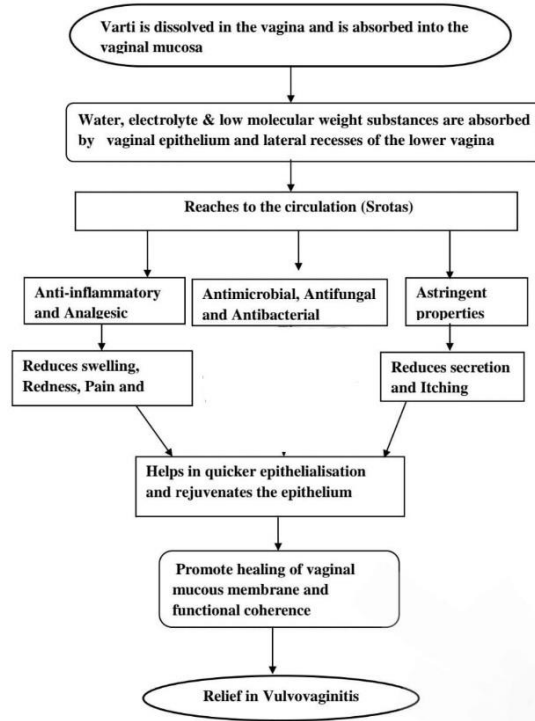 Varti is dissolved in the vagina and is absorbed into the
vaginal mucosa
Water, electrolyte & low molecular weight substances are absorbed
by vaginal epithelium and lateral recesses of the lower vagina
Reaches to the circulation (Srotas)
Anti-inflammatory
and Analgesic
Antimicrobial, Antifungal
and Antibacterial
Astringent
properties
Reduces swelling,
Redness, Pain and
Reduces secretion
and Itching
Helps in quicker epithelialisation
and rejuvenates the epithelium
Promote healing of vaginal
mucous membrane and
functional coherence
Relief in Vulvovaginitis